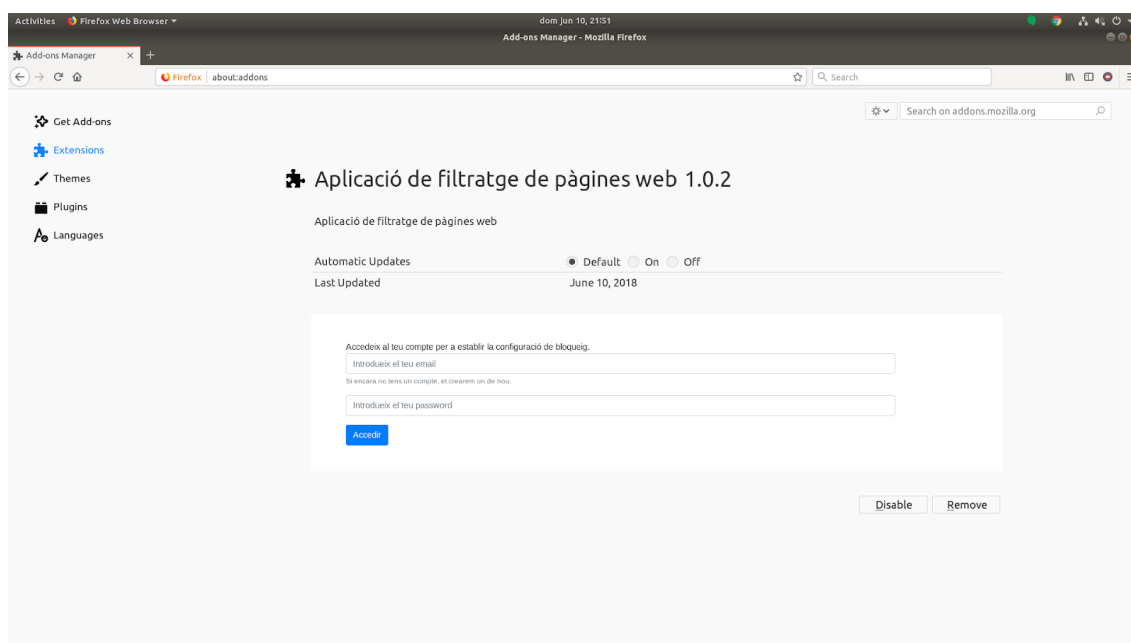 Activities Firefox Web Browser dom jun 10, 21:51
Add-ons Manager - Mozilla Firefox
Add-ons Manager
Firefox about:addons Search
Get Add-ons
Extensions
Themes
Plugins
Languages
Search on addons.mozilla.org
Aplicació de filtratge de pàgines web 1.0.2
Aplicació de filtratge de pàgines web
Automatic Updates Default On Off
Last Updated June 10, 2018
Accedeix al teu compte per a establir la configuració de bloqueig.
Introdueix el teu email
Si encara no tens un compte, et crearem un de nou.
Introdueix el teu password
Accedir
Disable Remove